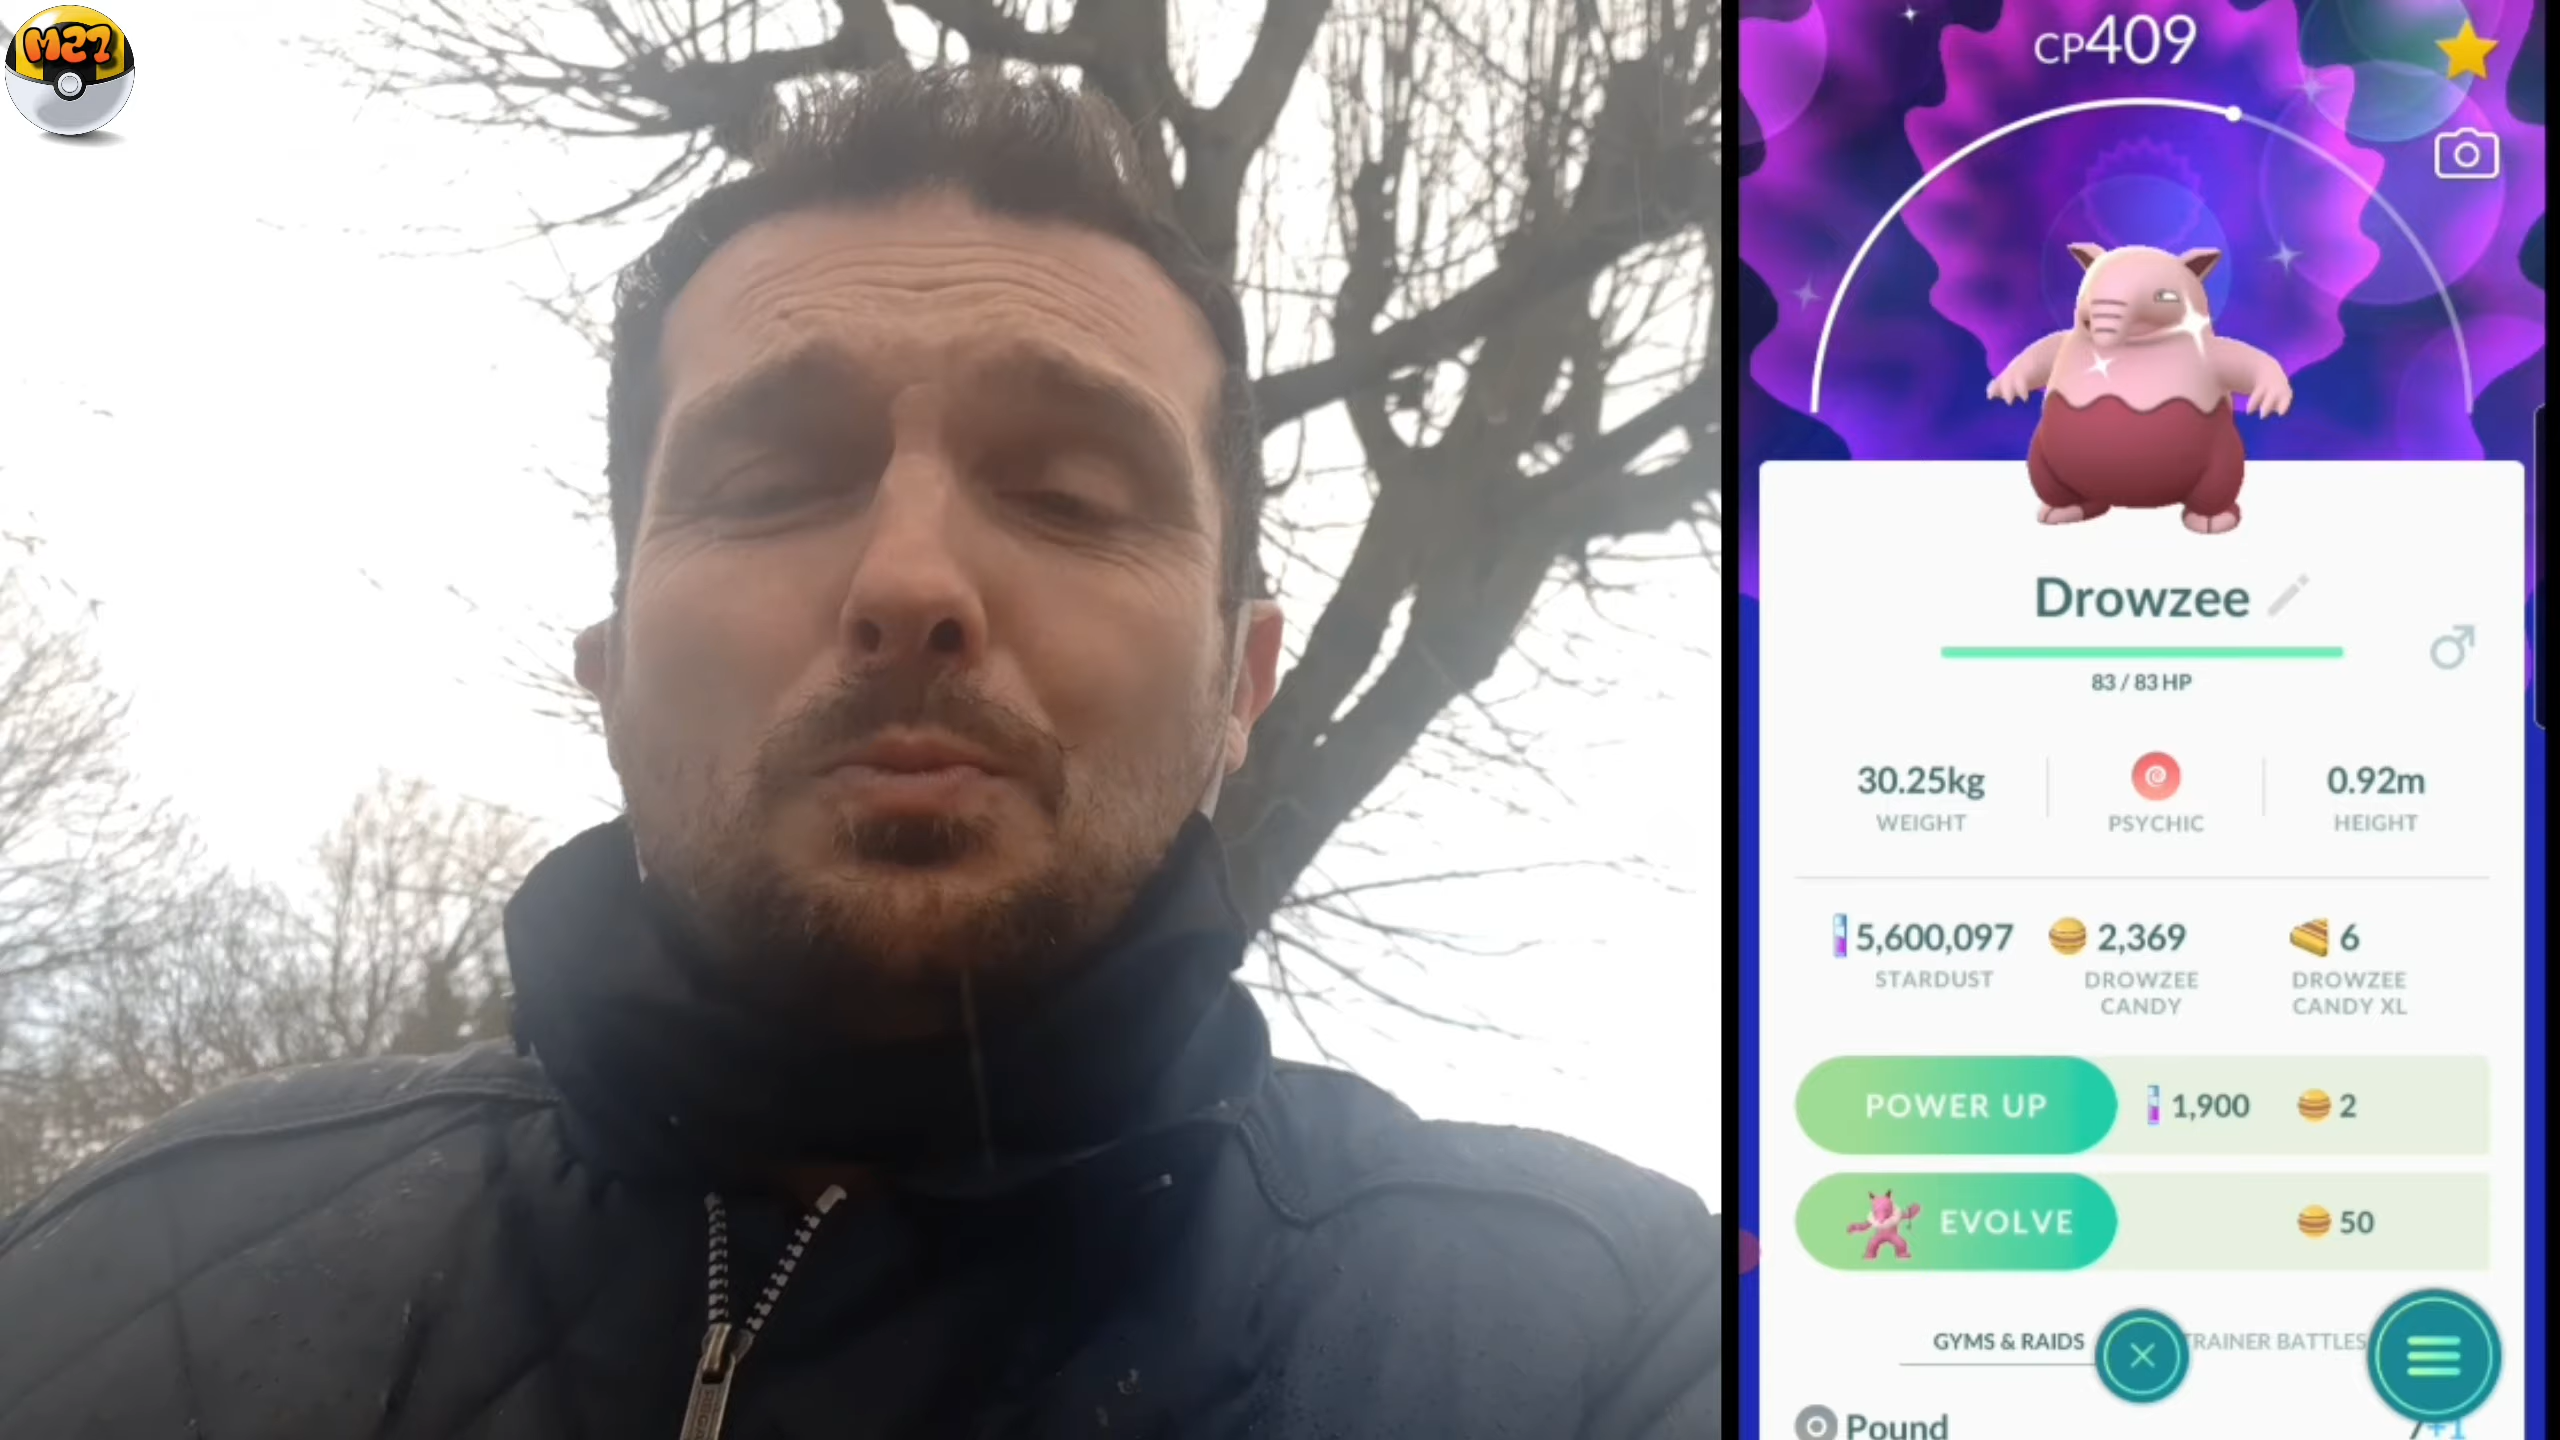 M27
CP409
Drowzee
83 / 83 HP
30.25kg
WEIGHT
PSYCHIC
0.92m
HEIGHT
5,600,097
STARDUST
2,369
DROWZEE
CANDY
6
DROWZEE
CANDY XL
POWER UP
1,900
2
EVOLVE
50
GYMS & RAIDS
TRAINER BATTLES
Pound